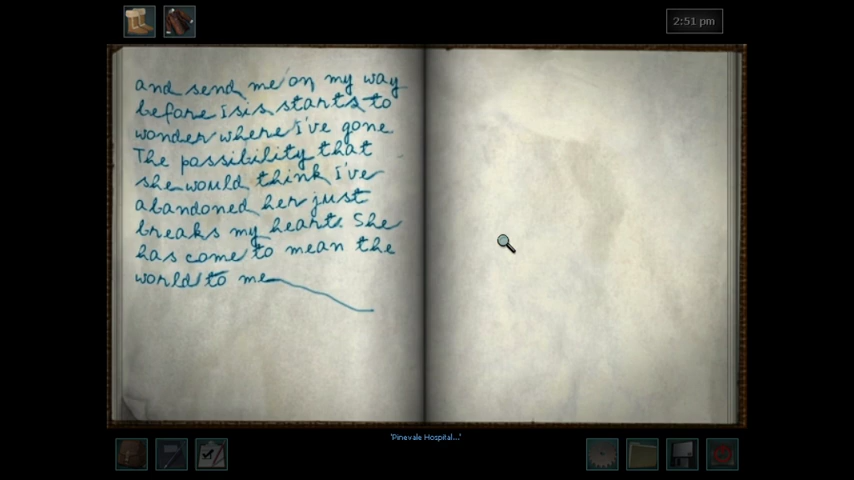 2:51 pm
and send me on my way
before Isis starts to
wonder where I've gone.
The possibility that
she would think I've
abandoned her just
breaks my heart. She
has come to mean the
world to me
'Pinevale Hospital...'